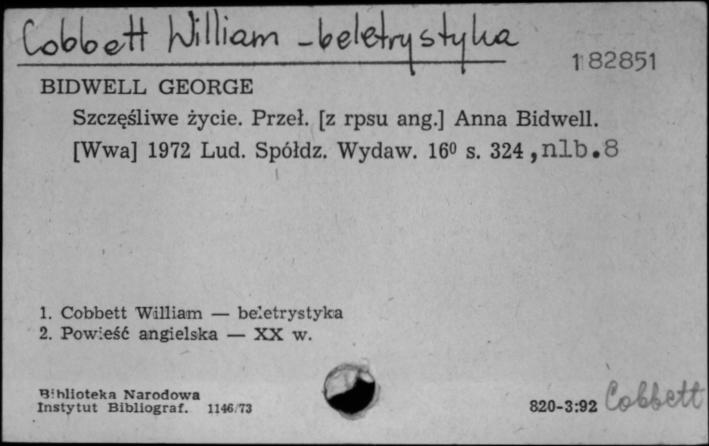 Cobbett William - beletrystyka
182851
BIDWELL GEORGE
Szczęśliwe życie. Przeł. [z rpsu ang.] Anna Bidwell.
[Wwa] 1972 Lud. Spółdz. Wydaw. 16⁰ s. 324, nlb.8
1. Cobbett William — beletrystyka
2. Powieść angielska — XX w.
Biblioteka Narodowa
Instytut Bibliograf. 1146/73
820-3:92 Cobbett